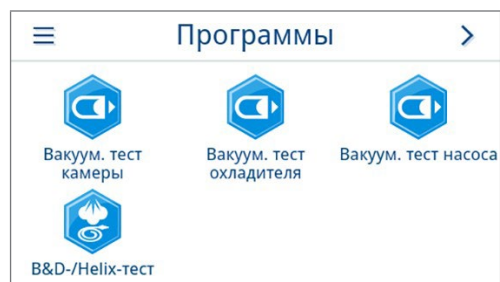 Программы
Вакуум. тест
камеры
Вакуум. тест
охладителя
Вакуум. тест насоса
B&D-/Helix-тест